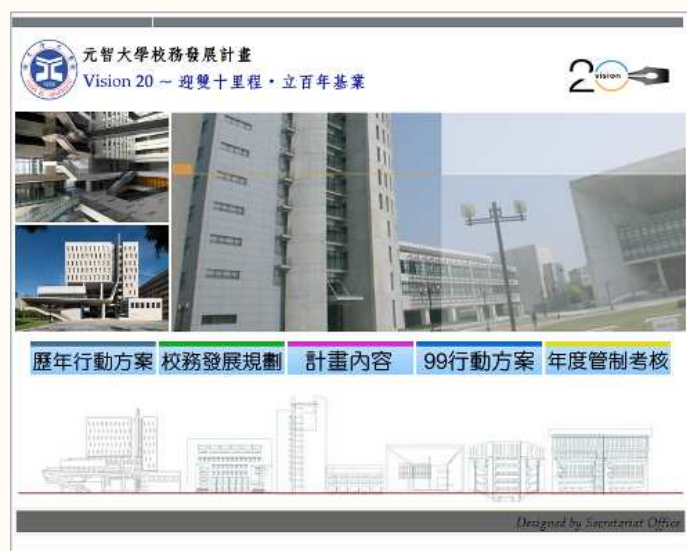 元智大學校務發展計畫
Vision 20 ～ 迎雙十里程‧立百年基業
20 vision
歷年行動方案
校務發展規劃
計畫內容
99行動方案
年度管制考核
Designed by Secretariat Office